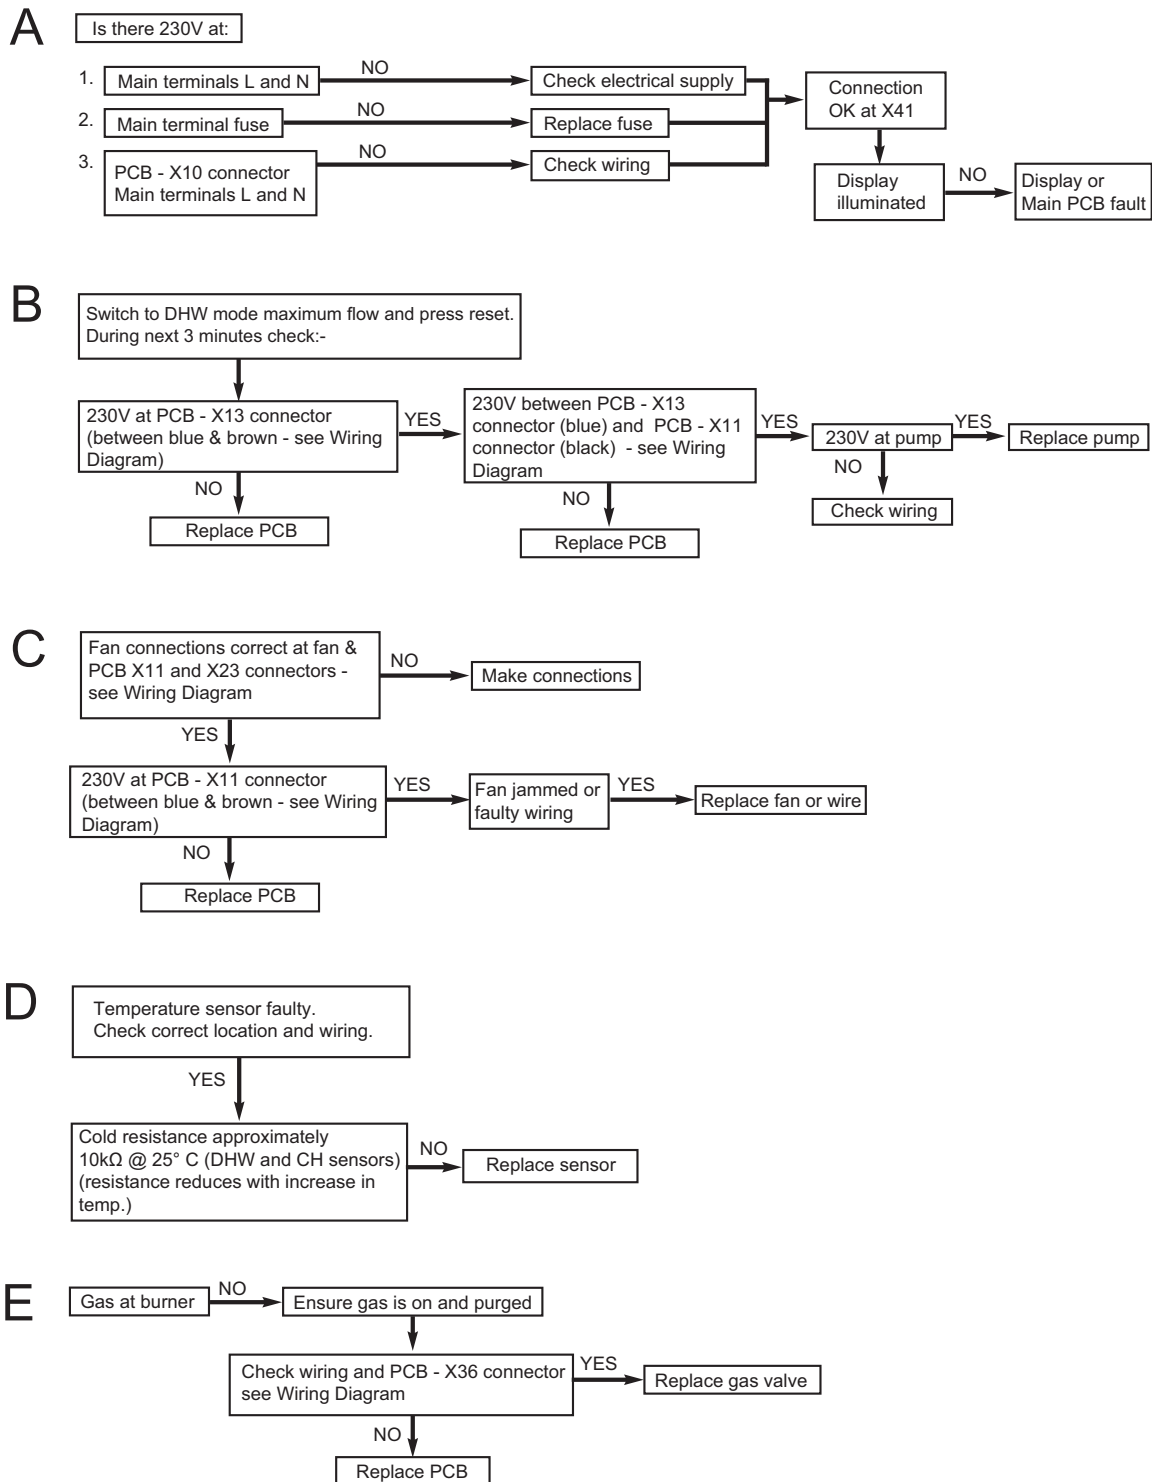 A
Is there 230V at:
1.
Main terminals L and N
NO
Check electrical supply
Connection
OK at X41
2.
Main terminal fuse
NO
Replace fuse
3.
PCB - X10 connector
Main terminals L and N
NO
Check wiring
Display
illuminated
NO
Display or
Main PCB fault
B
Switch to DHW mode maximum flow and press reset.
During next 3 minutes check:-
230V at PCB - X13 connector
(between blue & brown - see Wiring
Diagram)
YES
230V between PCB - X13
connector (blue) and PCB - X11
connector (black) - see Wiring
Diagram
YES
230V at pump
YES
Replace pump
NO
Replace PCB
NO
Replace PCB
NO
Check wiring
C
Fan connections correct at fan &
PCB X11 and X23 connectors -
see Wiring Diagram
NO
Make connections
YES
230V at PCB - X11 connector
(between blue & brown - see Wiring
Diagram)
YES
Fan jammed or
faulty wiring
YES
Replace fan or wire
NO
Replace PCB
D
Temperature sensor faulty.
Check correct location and wiring.
YES
Cold resistance approximately
10kΩ @ 25° C (DHW and CH sensors)
(resistance reduces with increase in
temp.)
NO
Replace sensor
E
Gas at burner
NO
Ensure gas is on and purged
Check wiring and PCB - X36 connector
see Wiring Diagram
YES
Replace gas valve
NO
Replace PCB